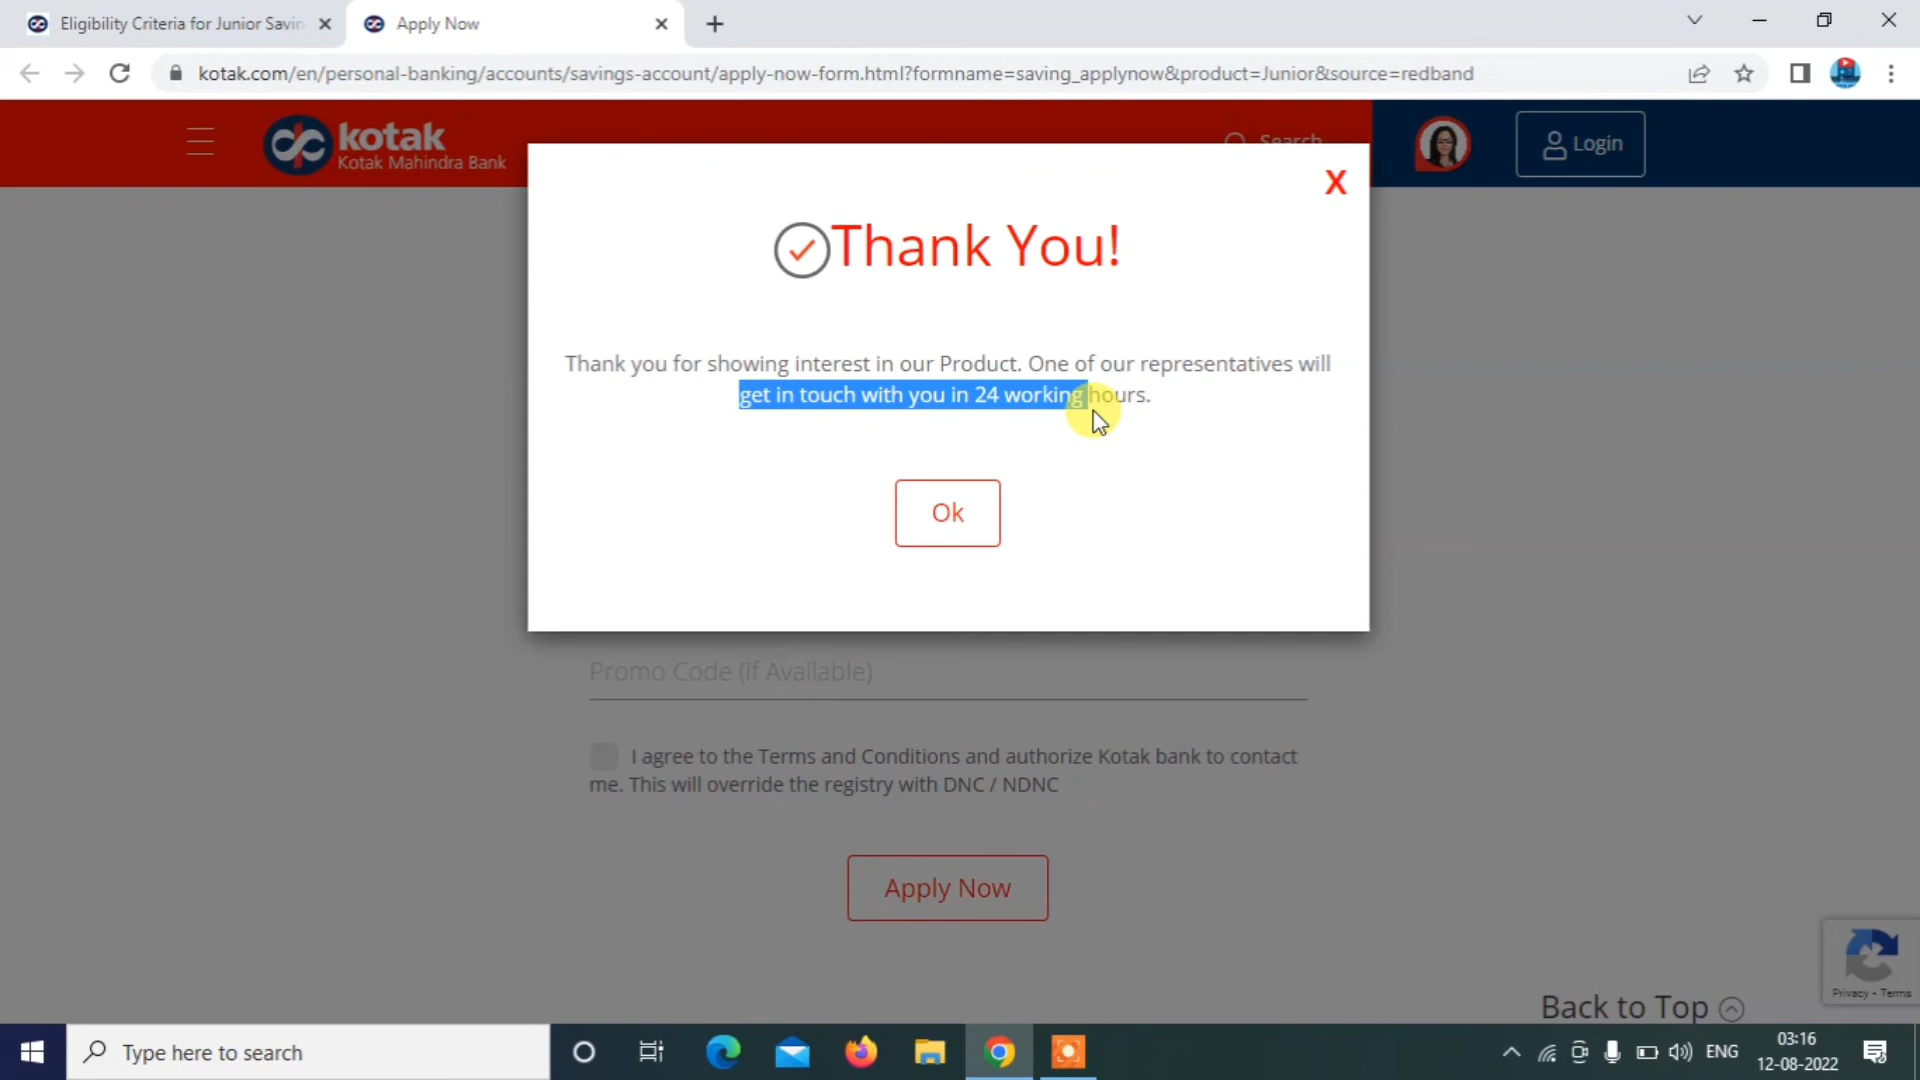 Eligibility Criteria for Junior Savin
Apply Now
kotak.com/en/personal-banking/accounts/savings-account/apply-now-form.html?formname=saving_applynow&product=Junior&source=redband
kotak
Kotak Mahindra Bank
Search
Login
X
Thank You!
Thank you for showing interest in our Product. One of our representatives will
get in touch with you in 24 working hours.
Ok
Promo Code (if Available)
I agree to the Terms and Conditions and authorize Kotak bank to contact
me. This will override the registry with DNC / NDNC
Apply Now
Privacy - Terms
Back to Top
Type here to search
ENG
03:16
12-08-2022